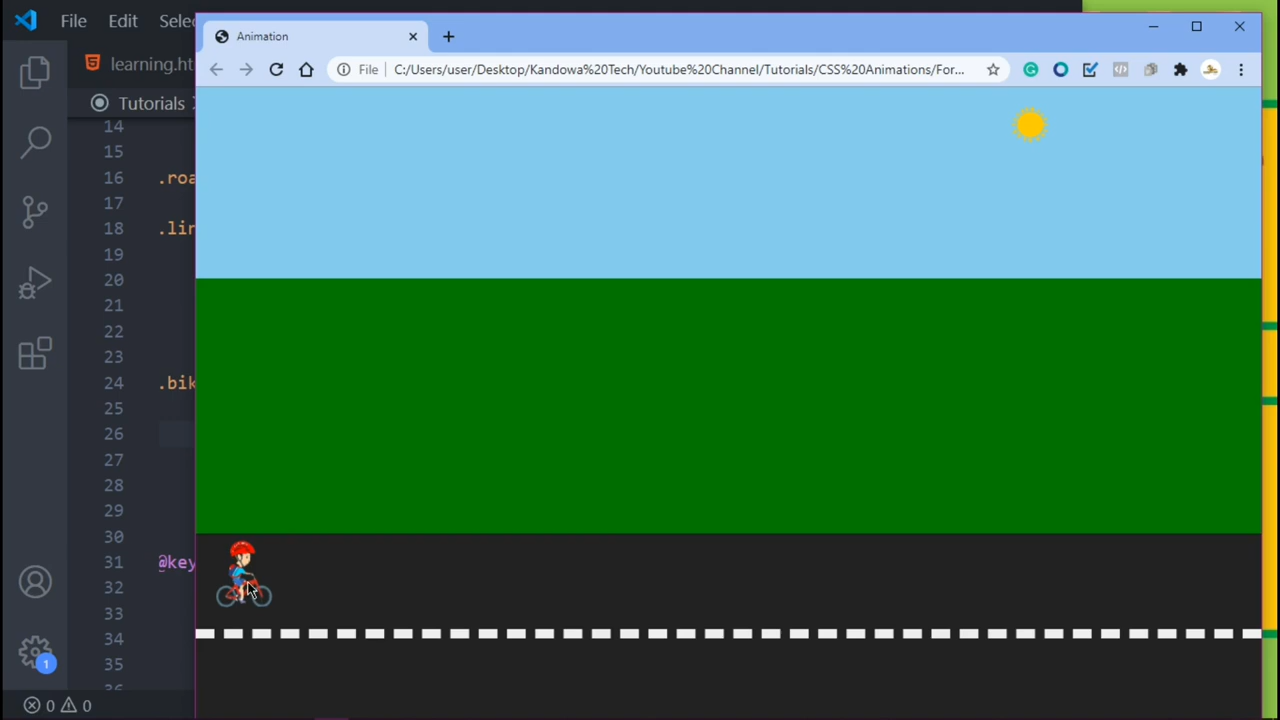 File Edit Selec
Animation
File C:/Users/user/Desktop/Kandowa%20Tech/Youtube%20Channel/Tutorials/CSS%20Animations/For...
learning.ht
Tutorials
14
15
16 .roa
17
18 .lin
19
20
21
22
23
24 .bik
25
26
27
28
29
30
31 @key
32
33
34
35
36
1
0 0